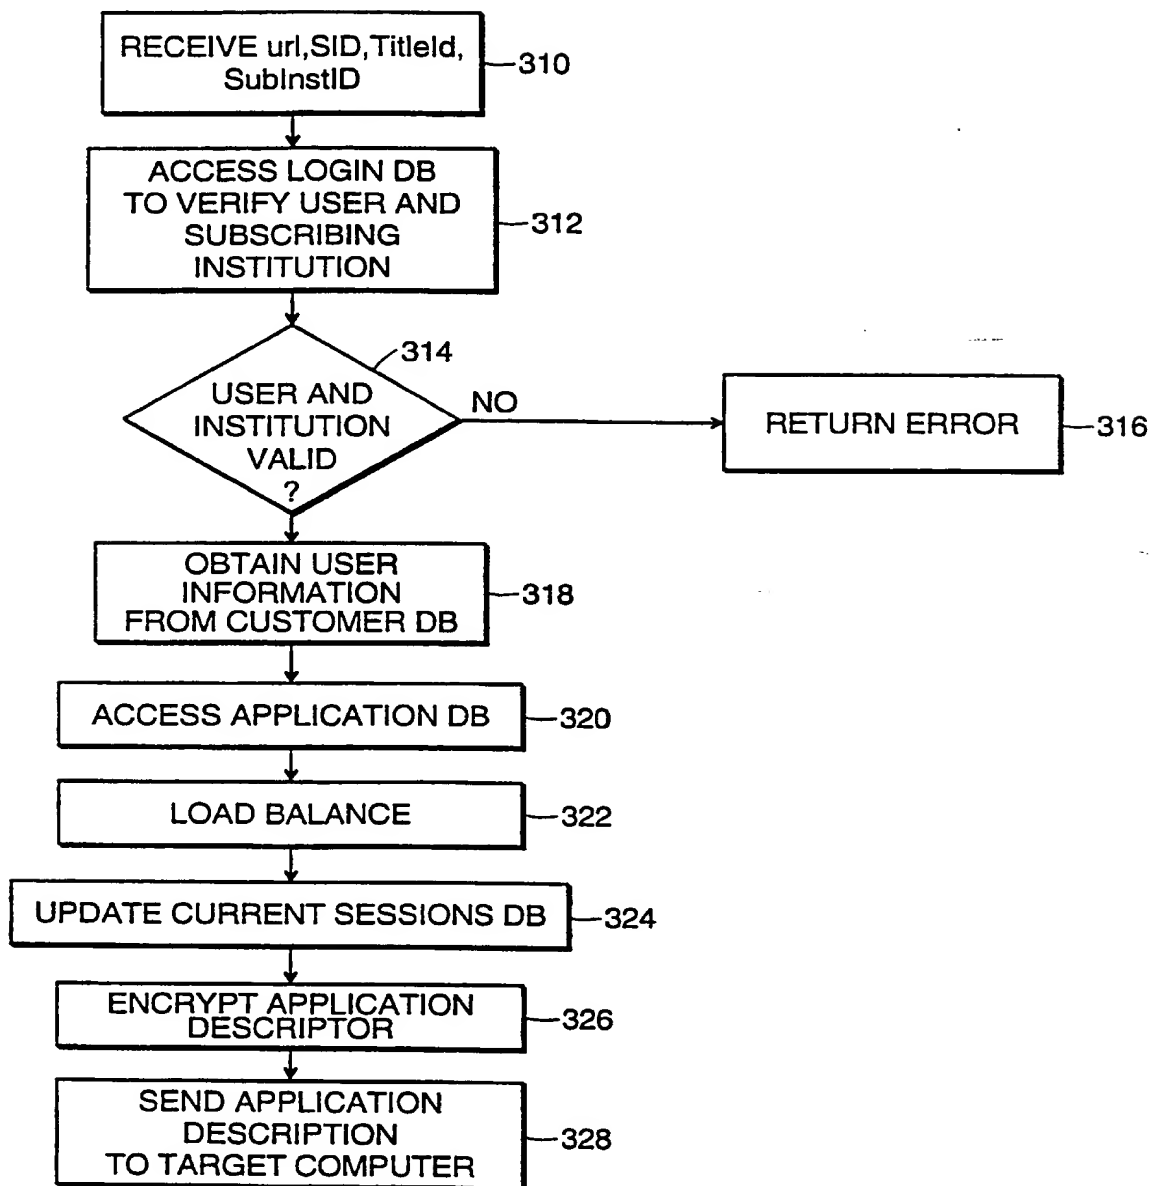 RECEIVE url,SID,TitleId,
SubInstID
310
ACCESS LOGIN DB
TO VERIFY USER AND
SUBSCRIBING
INSTITUTION
312
314
USER AND
INSTITUTION
VALID
?
NO
RETURN ERROR
316
OBTAIN USER
INFORMATION
FROM CUSTOMER DB
318
ACCESS APPLICATION DB
320
LOAD BALANCE
322
UPDATE CURRENT SESSIONS DB
324
ENCRYPT APPLICATION
DESCRIPTOR
326
SEND APPLICATION
DESCRIPTION
TO TARGET COMPUTER
328